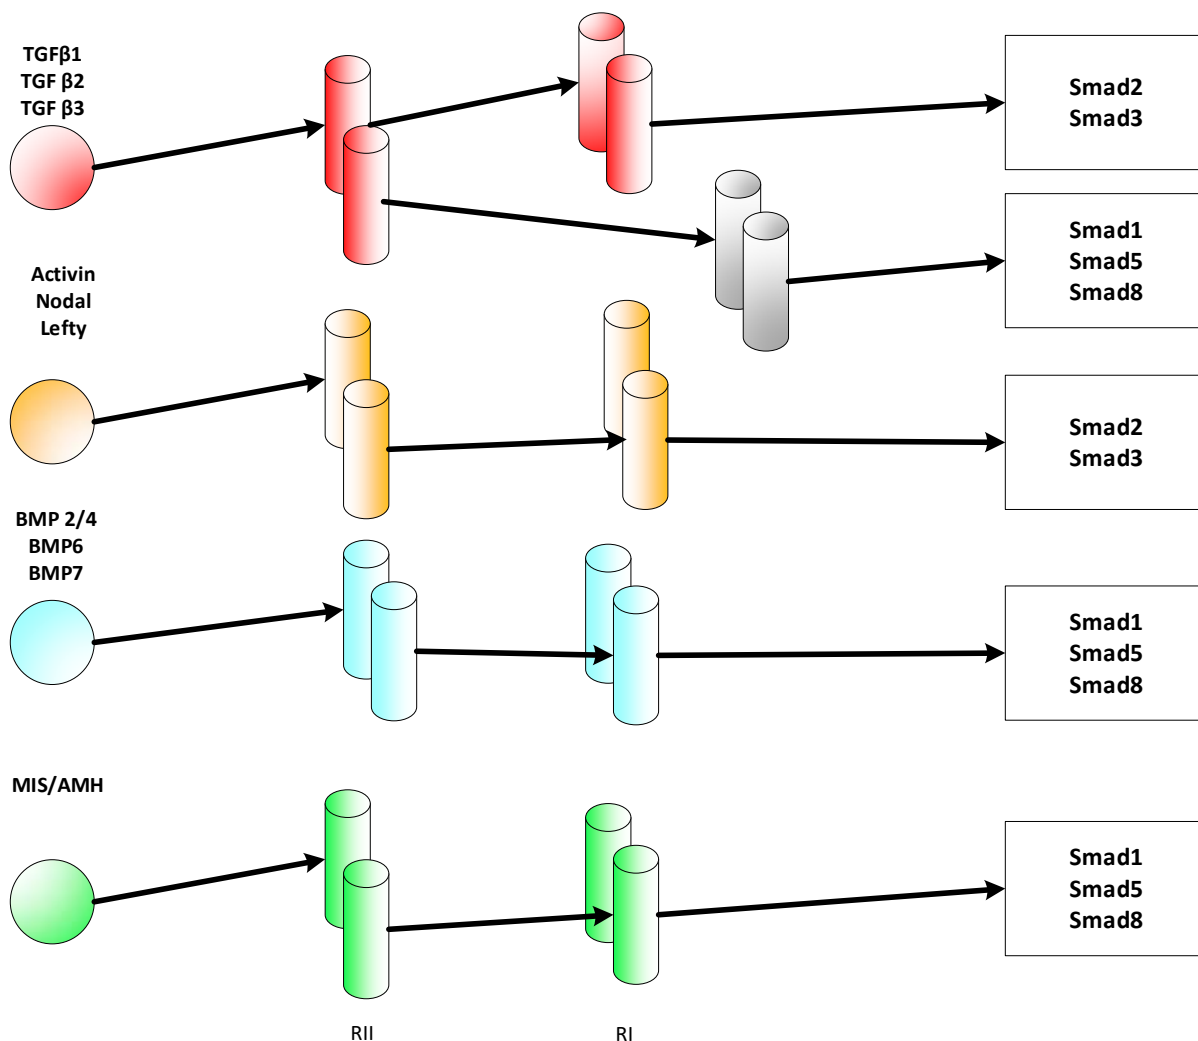 TGFβ1
TGF β2
TGF β3
Smad2
Smad3
Smad1
Smad5
Smad8
Activin
Nodal
Lefty
Smad2
Smad3
BMP 2/4
BMP6
BMP7
Smad1
Smad5
Smad8
MIS/AMH
Smad1
Smad5
Smad8
RII
RI